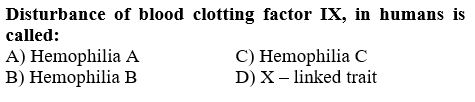 Disturbance of blood clotting factor IX, in humans is
called:
A) Hemophilia A C) Hemophilia C
B) Hemophilia B D) X – linked trait